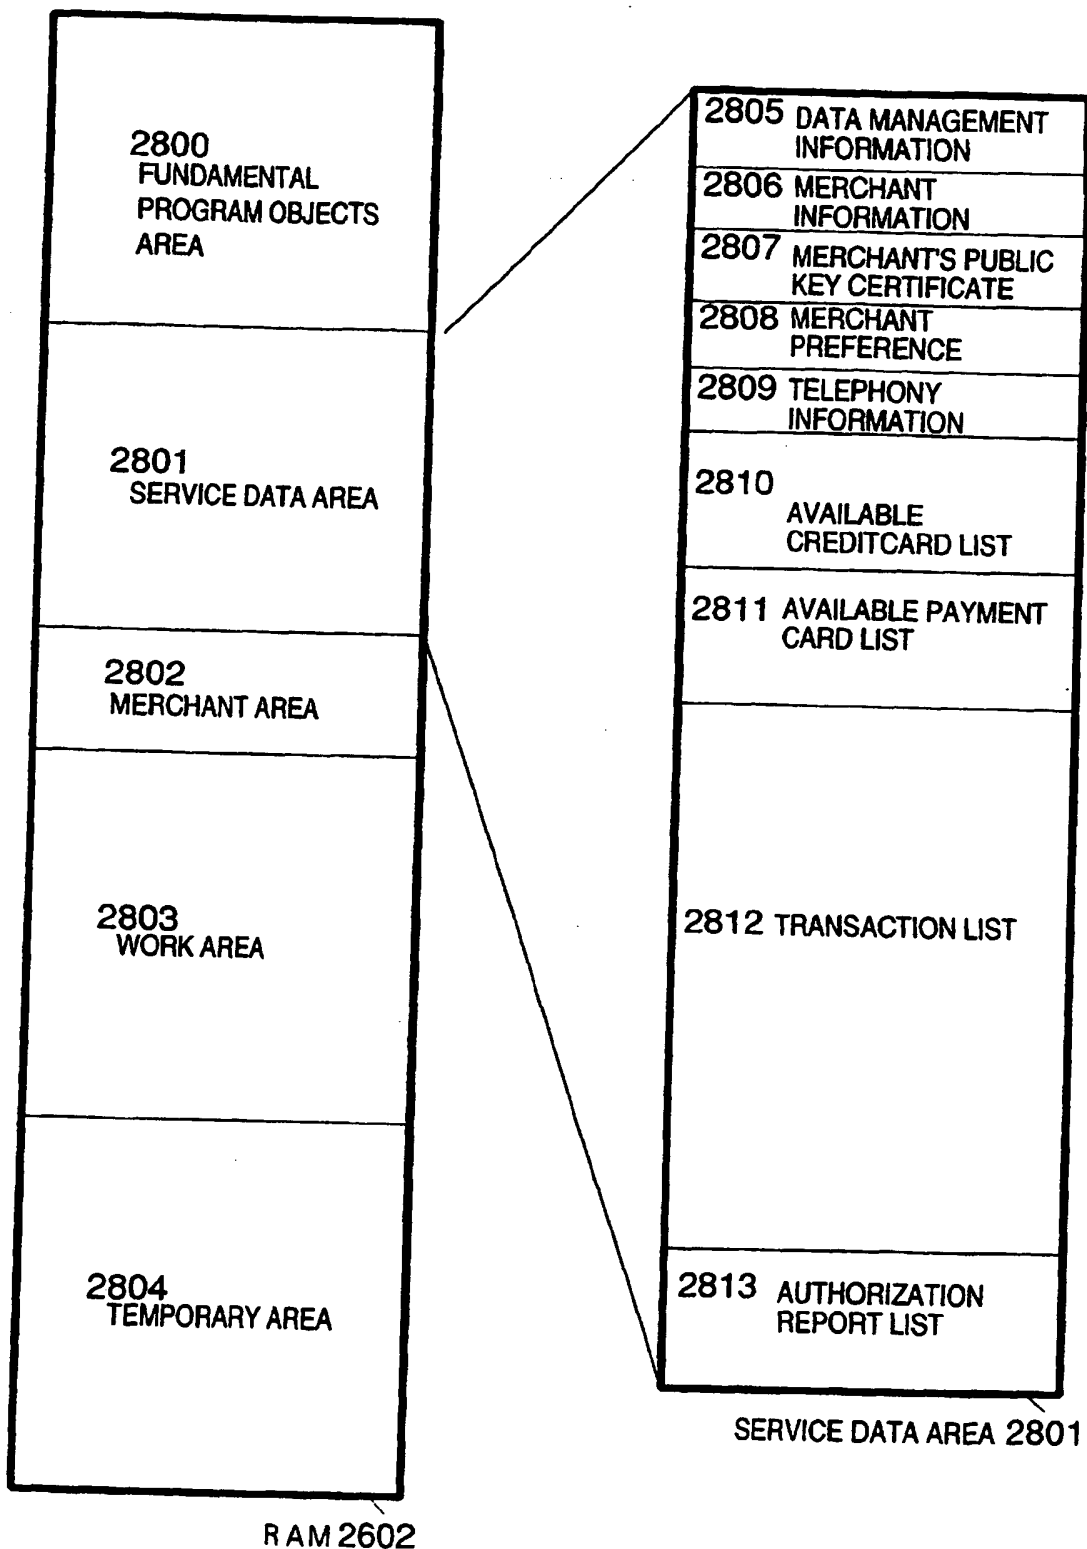 2800
FUNDAMENTAL
PROGRAM OBJECTS
AREA
2801
SERVICE DATA AREA
2802
MERCHANT AREA
2803
WORK AREA
2804
TEMPORARY AREA
RAM 2602
2805 DATA MANAGEMENT
INFORMATION
2806 MERCHANT
INFORMATION
2807 MERCHANT'S PUBLIC
KEY CERTIFICATE
2808 MERCHANT
PREFERENCE
2809 TELEPHONY
INFORMATION
2810
AVAILABLE
CREDITCARD LIST
2811 AVAILABLE PAYMENT
CARD LIST
2812 TRANSACTION LIST
2813 AUTHORIZATION
REPORT LIST
SERVICE DATA AREA 2801